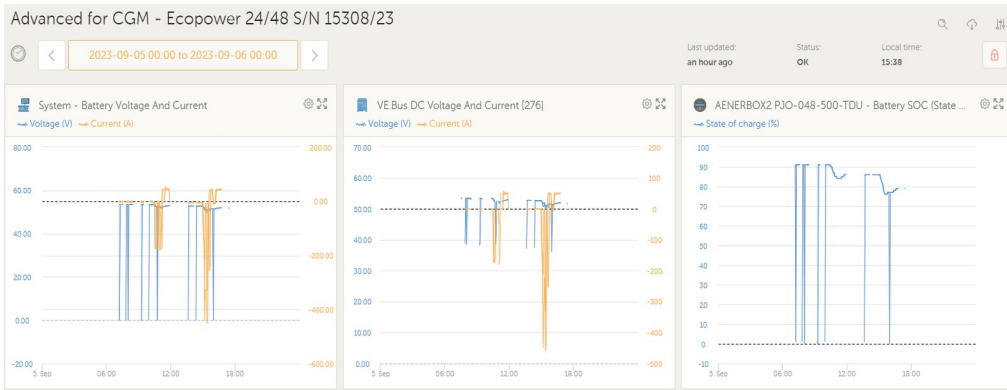 Advanced for CGM - Ecopower 24/48 S/N 15308/23
2023-09-05 00:00 to 2023-09-06 00:00
Last updated:
an hour ago
Status:
OK
Local time:
15:38
System - Battery Voltage And Current
Voltage (V) Current (A)
80.00 200.00
60.00 0.00
40.00 -200.00
20.00
0.00 -400.00
-20.00 -600.00
5. Sep 06:00 12:00 18:00
VE.Bus DC Voltage And Current [276]
Voltage (V) Current (A)
70.00 200
60.00 100
50.00 0
40.00 -100
30.00 -200
20.00 -300
10.00 -400
0.00 -500
5. Sep 06:00 12:00 18:00
AENERBOX2 PJO-048-500-TDU - Battery SOC (State ...
State of charge (%)
100
90
80
70
60
50
40
30
20
10
0
-10
5. Sep 06:00 12:00 18:00